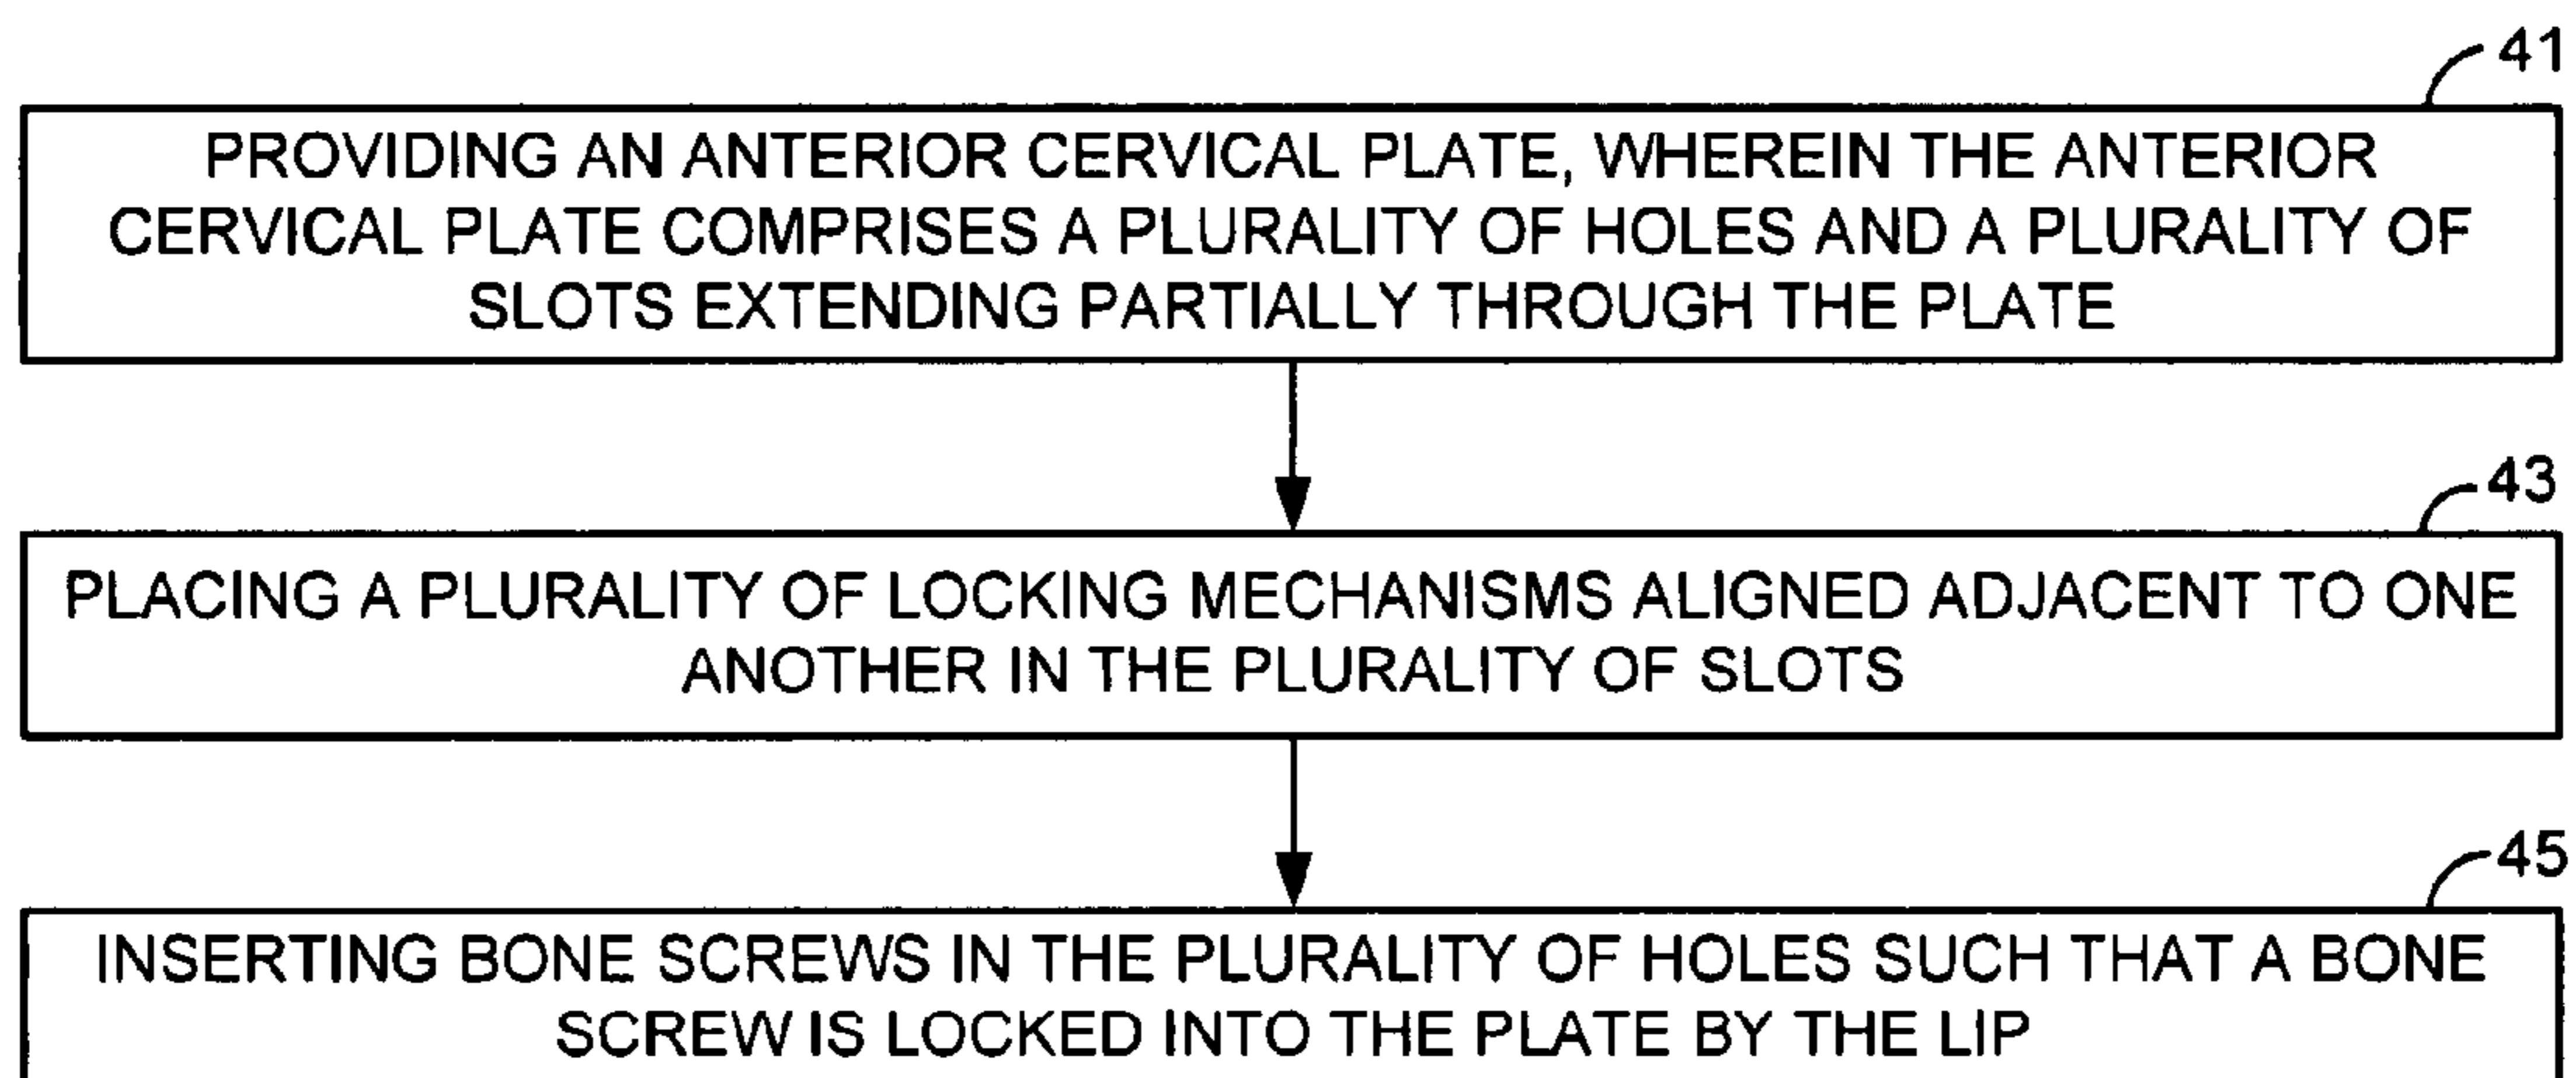 41
PROVIDING AN ANTERIOR CERVICAL PLATE, WHEREIN THE ANTERIOR
CERVICAL PLATE COMPRISES A PLURALITY OF HOLES AND A PLURALITY OF
SLOTS EXTENDING PARTIALLY THROUGH THE PLATE
43
PLACING A PLURALITY OF LOCKING MECHANISMS ALIGNED ADJACENT TO ONE
ANOTHER IN THE PLURALITY OF SLOTS
45
INSERTING BONE SCREWS IN THE PLURALITY OF HOLES SUCH THAT A BONE
SCREW IS LOCKED INTO THE PLATE BY THE LIP